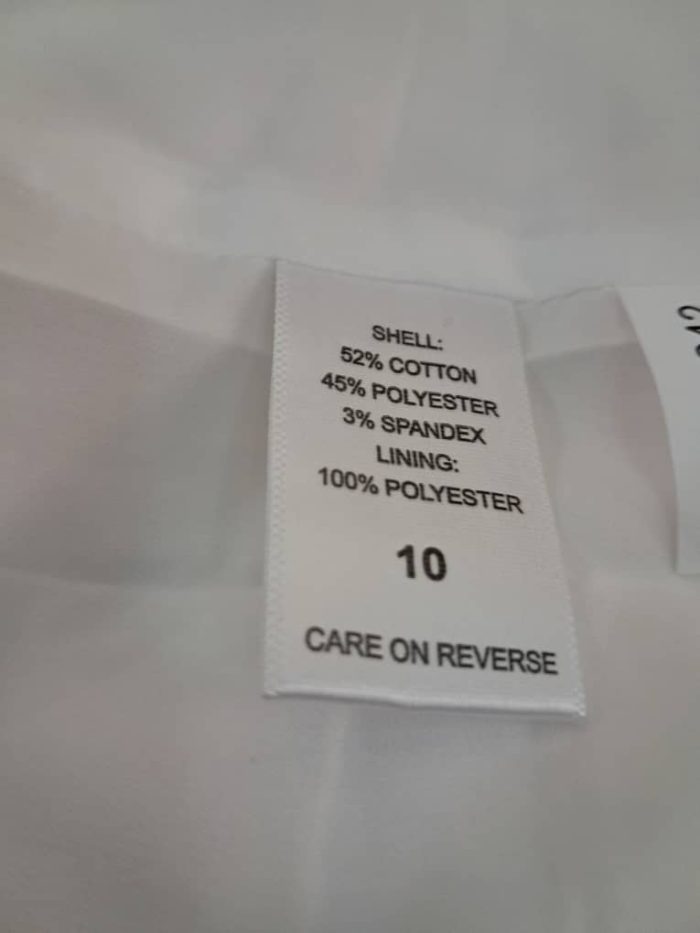 SHELL:
52% COTTON
45% POLYESTER
3% SPANDEX
LINING:
100% POLYESTER
10
CARE ON REVERSE